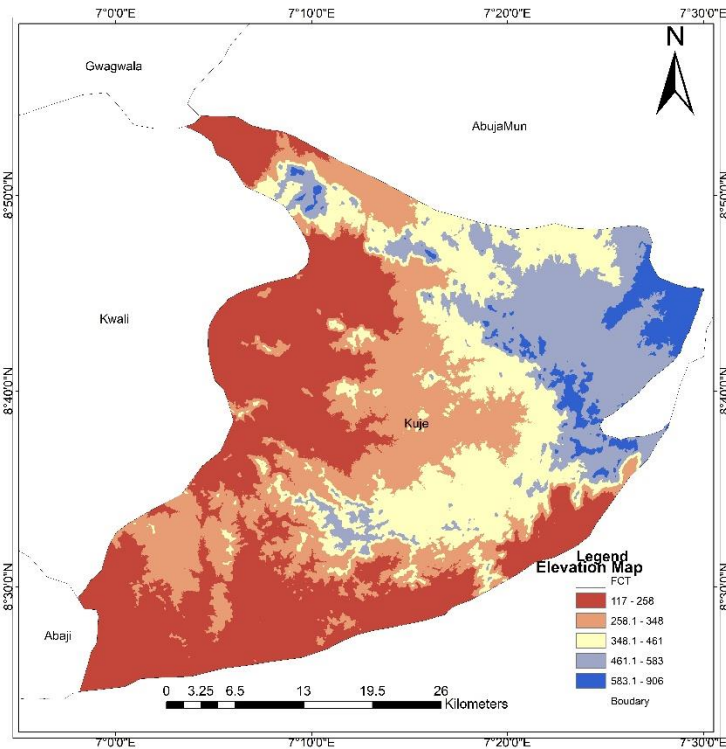 7°0'0"E 7°10'0"E 7°20'0"E 7°30'0"E
N
Gwagwala
AbujaMun
8°50'0"N 8°50'0"N
Kwali
8°40'0"N 8°40'0"N
Kuje
Legend
Elevation Map
8°30'0"N 8°30'0"N
FCT
117 - 258
258.1 - 348
348.1 - 461
461.1 - 583
583.1 - 906
Boudary
Abaji
0 3.25 6.5 13 19.5 26
Kilometers
7°0'0"E 7°10'0"E 7°20'0"E 7°30'0"E